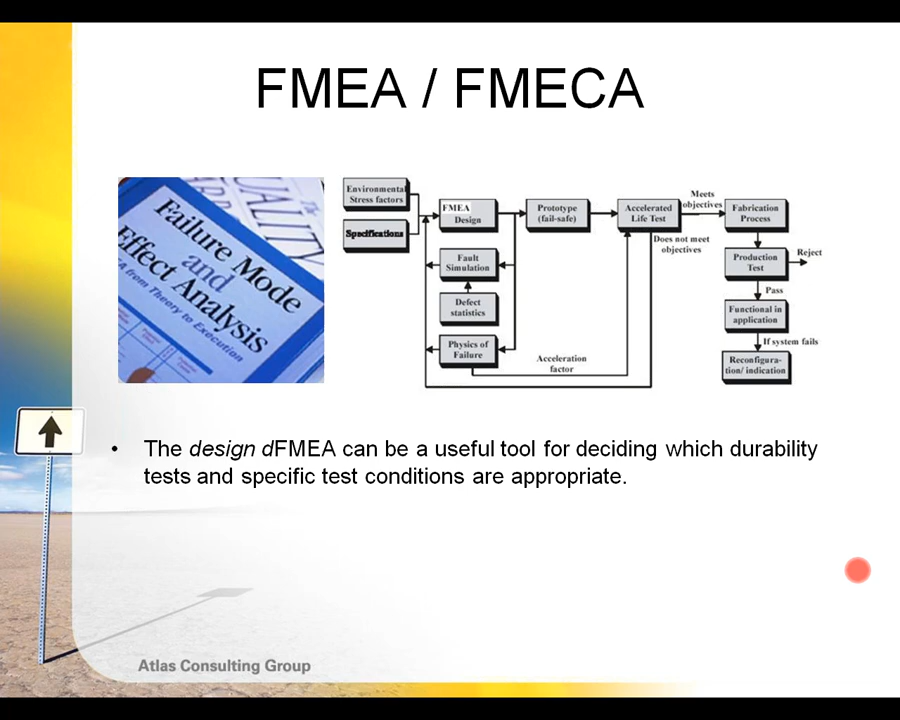 FMEA / FMECA
QUALITY
Failure Mode
and
Effect Analysis
from Theory to Execution
Environmental
Stress factors
Specifications
FMEA
Design
Prototype
(fail-safe)
Accelerated
Life Test
Meets
objectives
Does not meet
objectives
Fabrication
Process
Fault
Simulation
Production
Test
Reject
Defect
statistics
Pass
Functional in
application
Physics of
Failure
If system fails
Acceleration
factor
Reconfigura-
tion/ indication
• The design dFMEA can be a useful tool for deciding which durability
tests and specific test conditions are appropriate.
Atlas Consulting Group